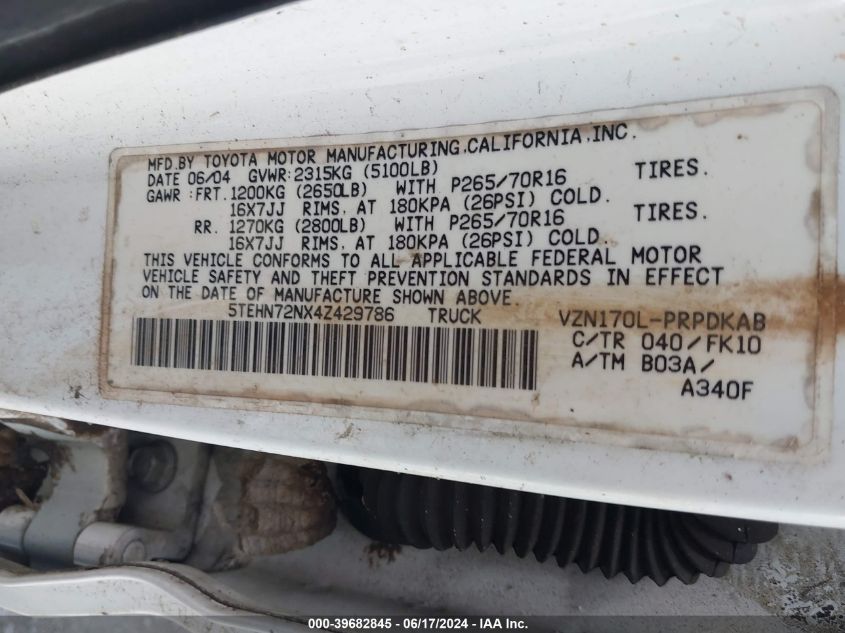 MFD.BY TOYOTA MOTOR MANUFACTURING,CALIFORNIA,INC.
DATE 06/04 GVWR:2315KG (5100LB)
GAWR : FRT. 1200KG (2650LB) WITH P265/70R16 TIRES.
16X7JJ RIMS, AT 180KPA (26PSI) COLD.
RR. 1270KG (2800LB) WITH P265/70R16 TIRES.
16X7JJ RIMS, AT 180KPA (26PSI) COLD.
THIS VEHICLE CONFORMS TO ALL APPLICABLE FEDERAL MOTOR
VEHICLE SAFETY AND THEFT PREVENTION STANDARDS IN EFFECT
ON THE DATE OF MANUFACTURE SHOWN ABOVE.
5TEHN72NX4Z429786 TRUCK VZN170L-PRPDKAB
C/TR 040/FK10
A/TM B03A/
A340F
000-39682845 - 06/17/2024 - IAA Inc.